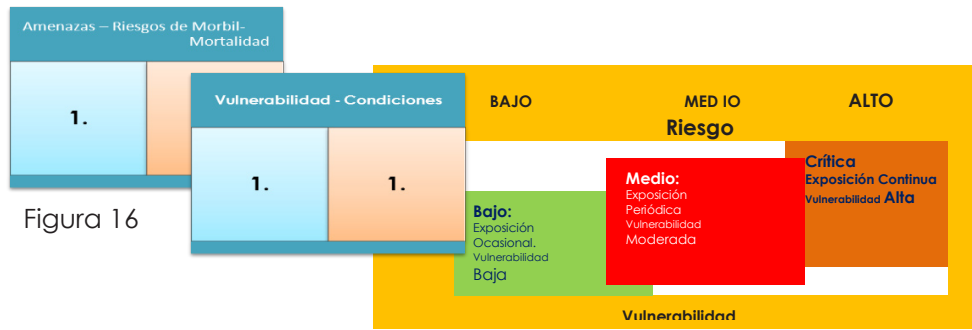 Amenazas – Riesgos de Morbil-
Mortalidad
1.
Figura 16
Vulnerabilidad - Condiciones
1.
1.
BAJO
MED IO
ALTO
Riesgo
Bajo:
Exposición
Ocasional.
Vulnerabilidad
Baja
Medio:
Exposición
Periódica
Vulnerabilidad
Moderada
Crítica
Exposición Continua
Vulnerabilidad Alta
Vulnerabilidad